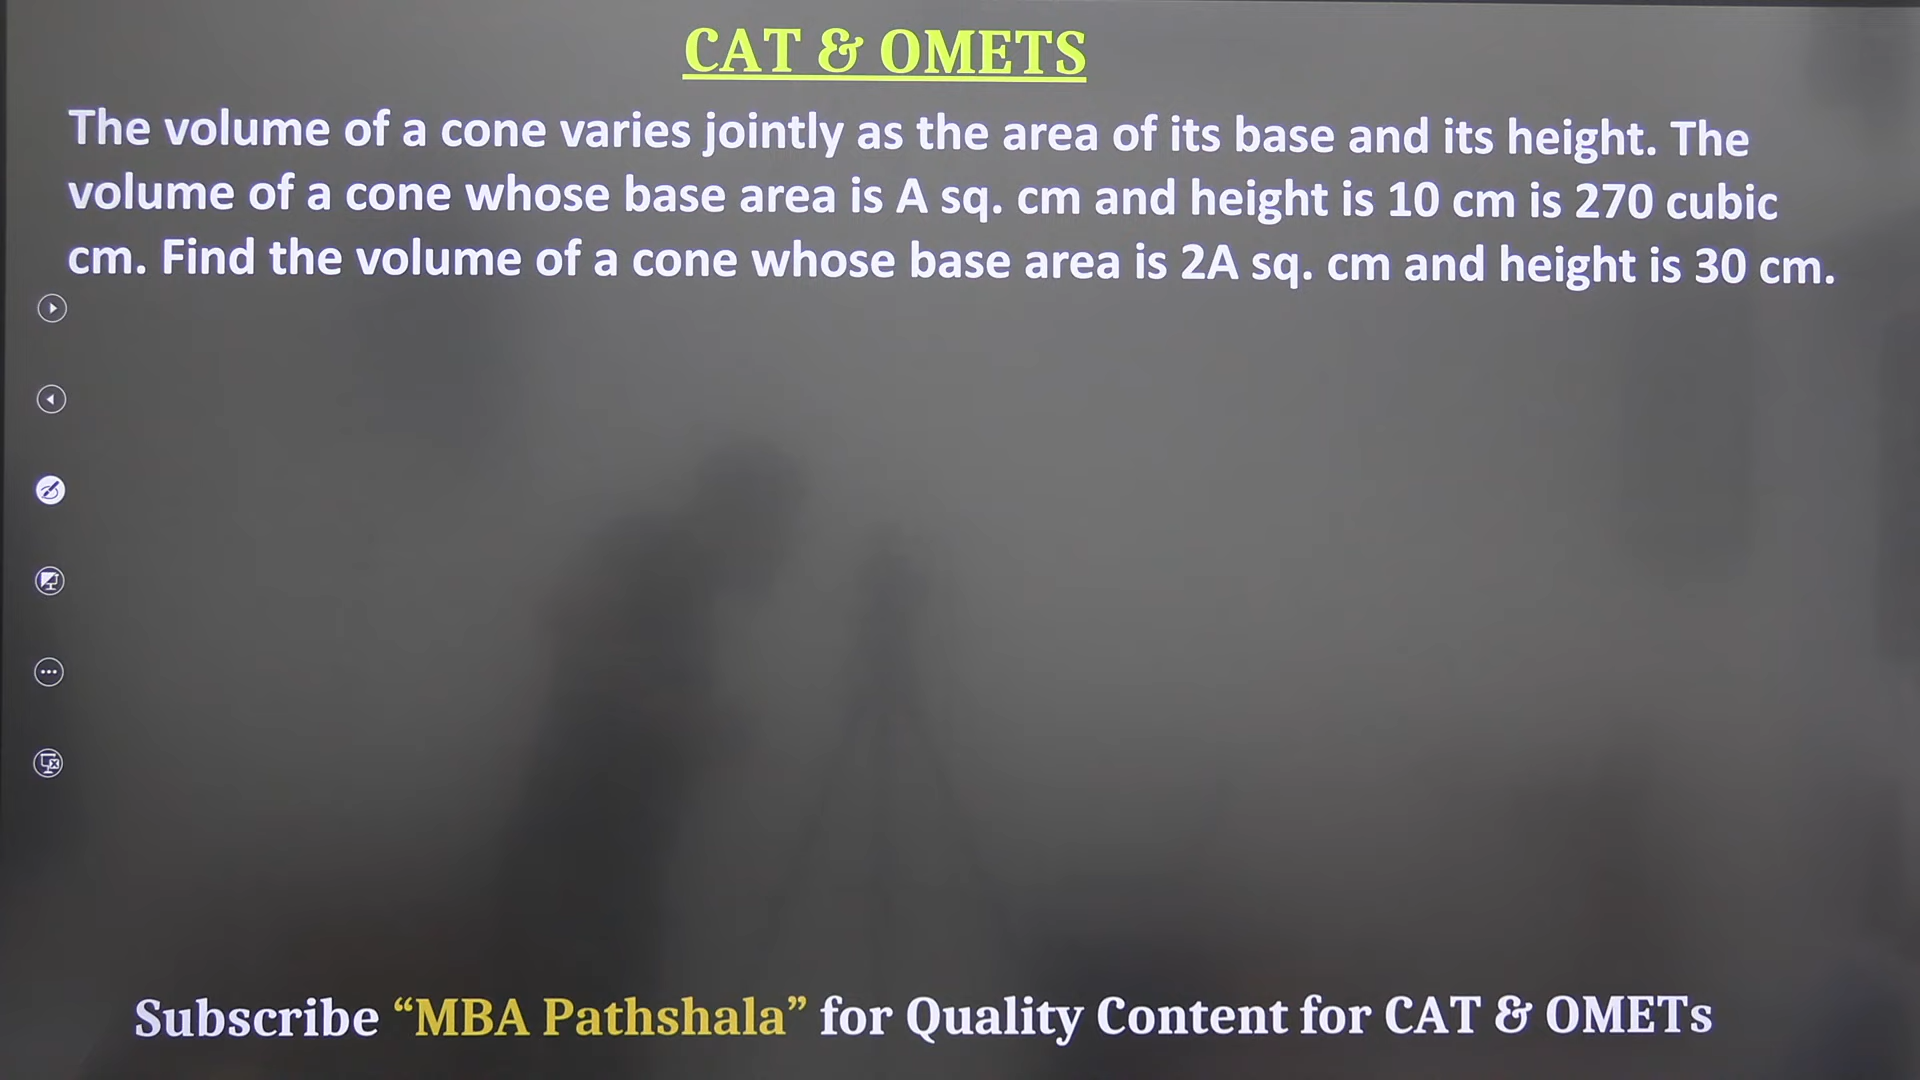 CAT & OMETS
The volume of a cone varies jointly as the area of its base and its height. The
volume of a cone whose base area is A sq. cm and height is 10 cm is 270 cubic
cm. Find the volume of a cone whose base area is 2A sq. cm and height is 30 cm.
Subscribe “MBA Pathshala” for Quality Content for CAT & OMETs